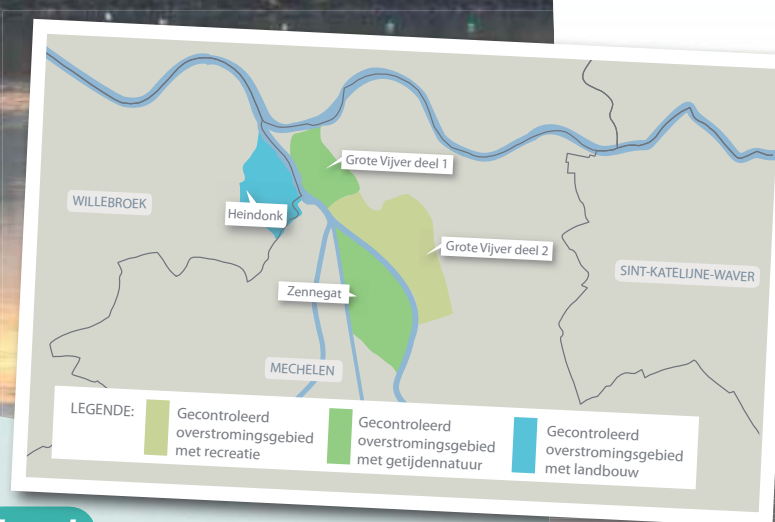 Grote Vijver deel 1
WILLEBROEK
Heindonk
Grote Vijver deel 2
SINT-KATELIJNE-WAVER
Zennegat
MECHELEN
LEGENDE:
Gecontroleerd
overstromingsgebied
met recreatie
Gecontroleerd
overstromingsgebied
met getijdennatuur
Gecontroleerd
overstromingsgebied
met landbouw